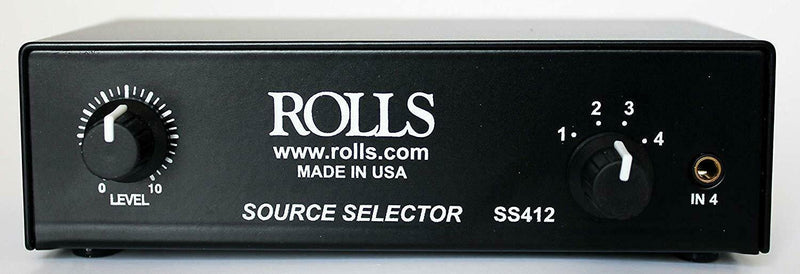 ROLLS
www.rolls.com
MADE IN USA
SOURCE SELECTOR SS412
0 10
LEVEL
1 2 3 4
IN 4